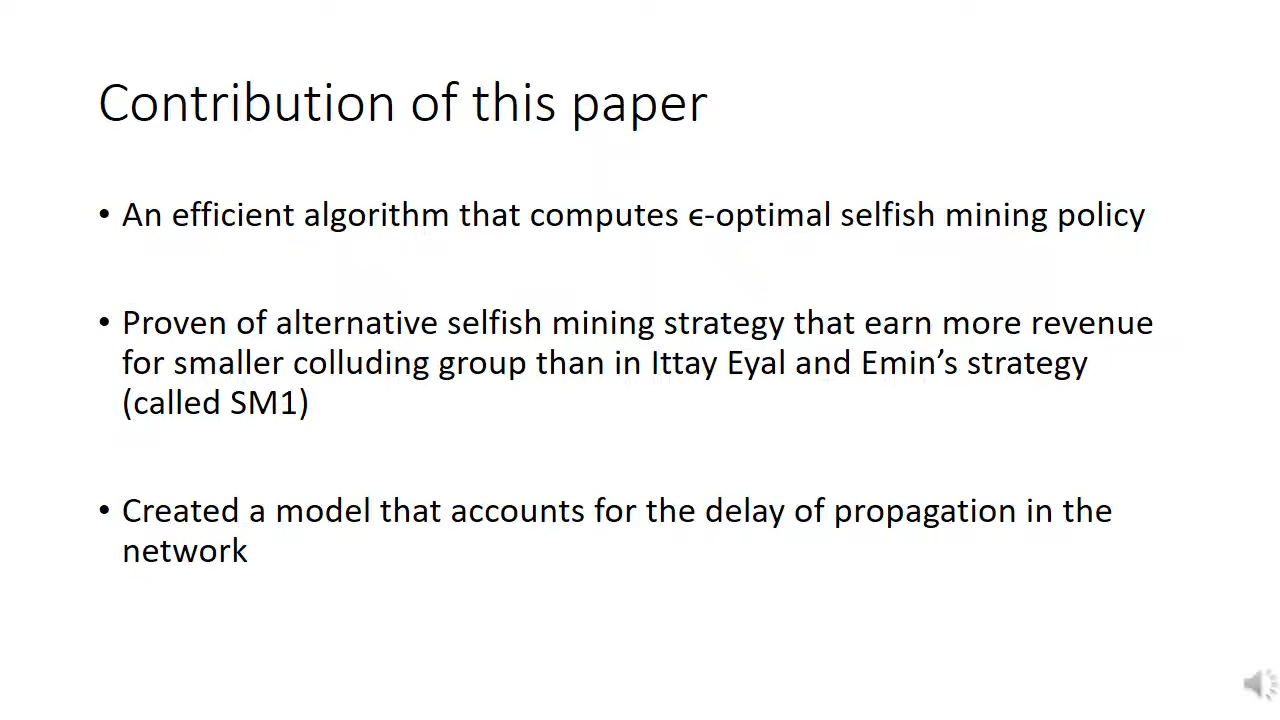 Contribution of this paper
• An efficient algorithm that computes ϵ-optimal selfish mining policy
• Proven of alternative selfish mining strategy that earn more revenue
for smaller colluding group than in Ittay Eyal and Emin’s strategy
(called SM1)
• Created a model that accounts for the delay of propagation in the
network